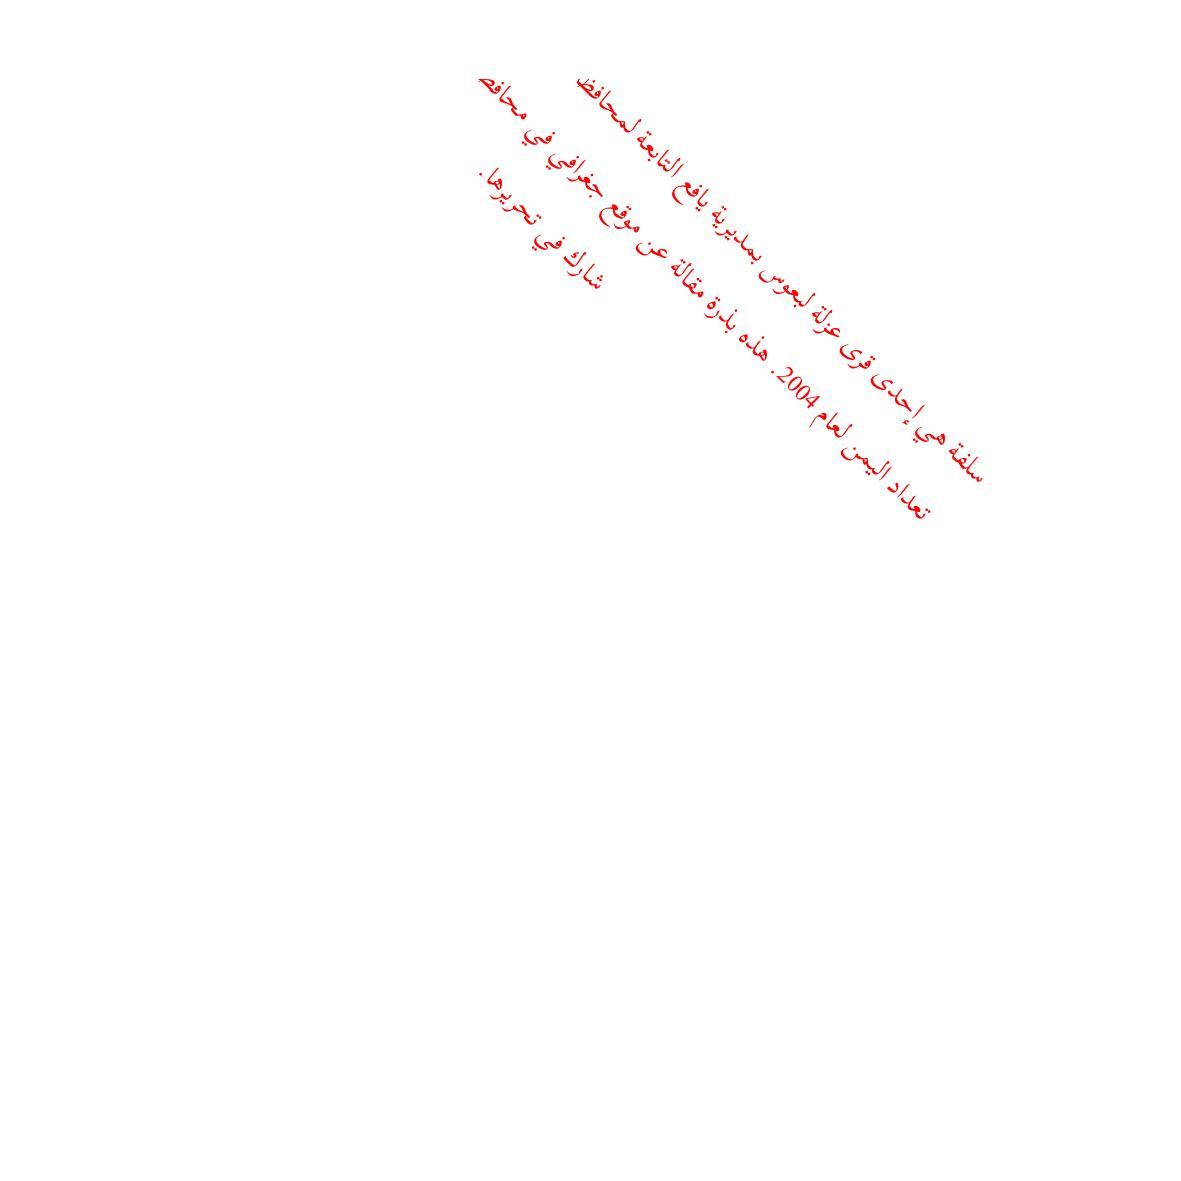 سلفة هي إحدى قرى عزلة لبعوس بمديرية يافع التابعة لمحافظ
تعداد اليمن لعام 2004. هذه بذرة مقالة عن موقع جغرافي في محافظ
شارك في تحريرها.